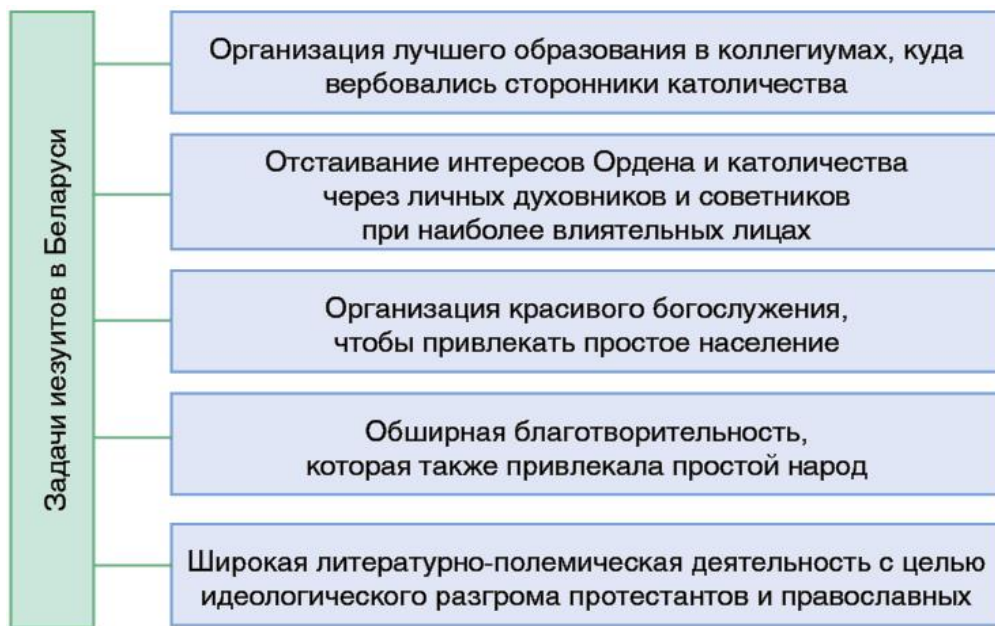 Задачи иезуитов в Беларуси
Организация лучшего образования в коллегиумах, куда
вербовались сторонники католичества
Отстаивание интересов Ордена и католичества
через личных духовников и советников
при наиболее влиятельных лицах
Организация красивого богослужения,
чтобы привлекать простое население
Обширная благотворительность,
которая также привлекала простой народ
Широкая литературно-полемическая деятельность с целью
идеологического разгрома протестантов и православных